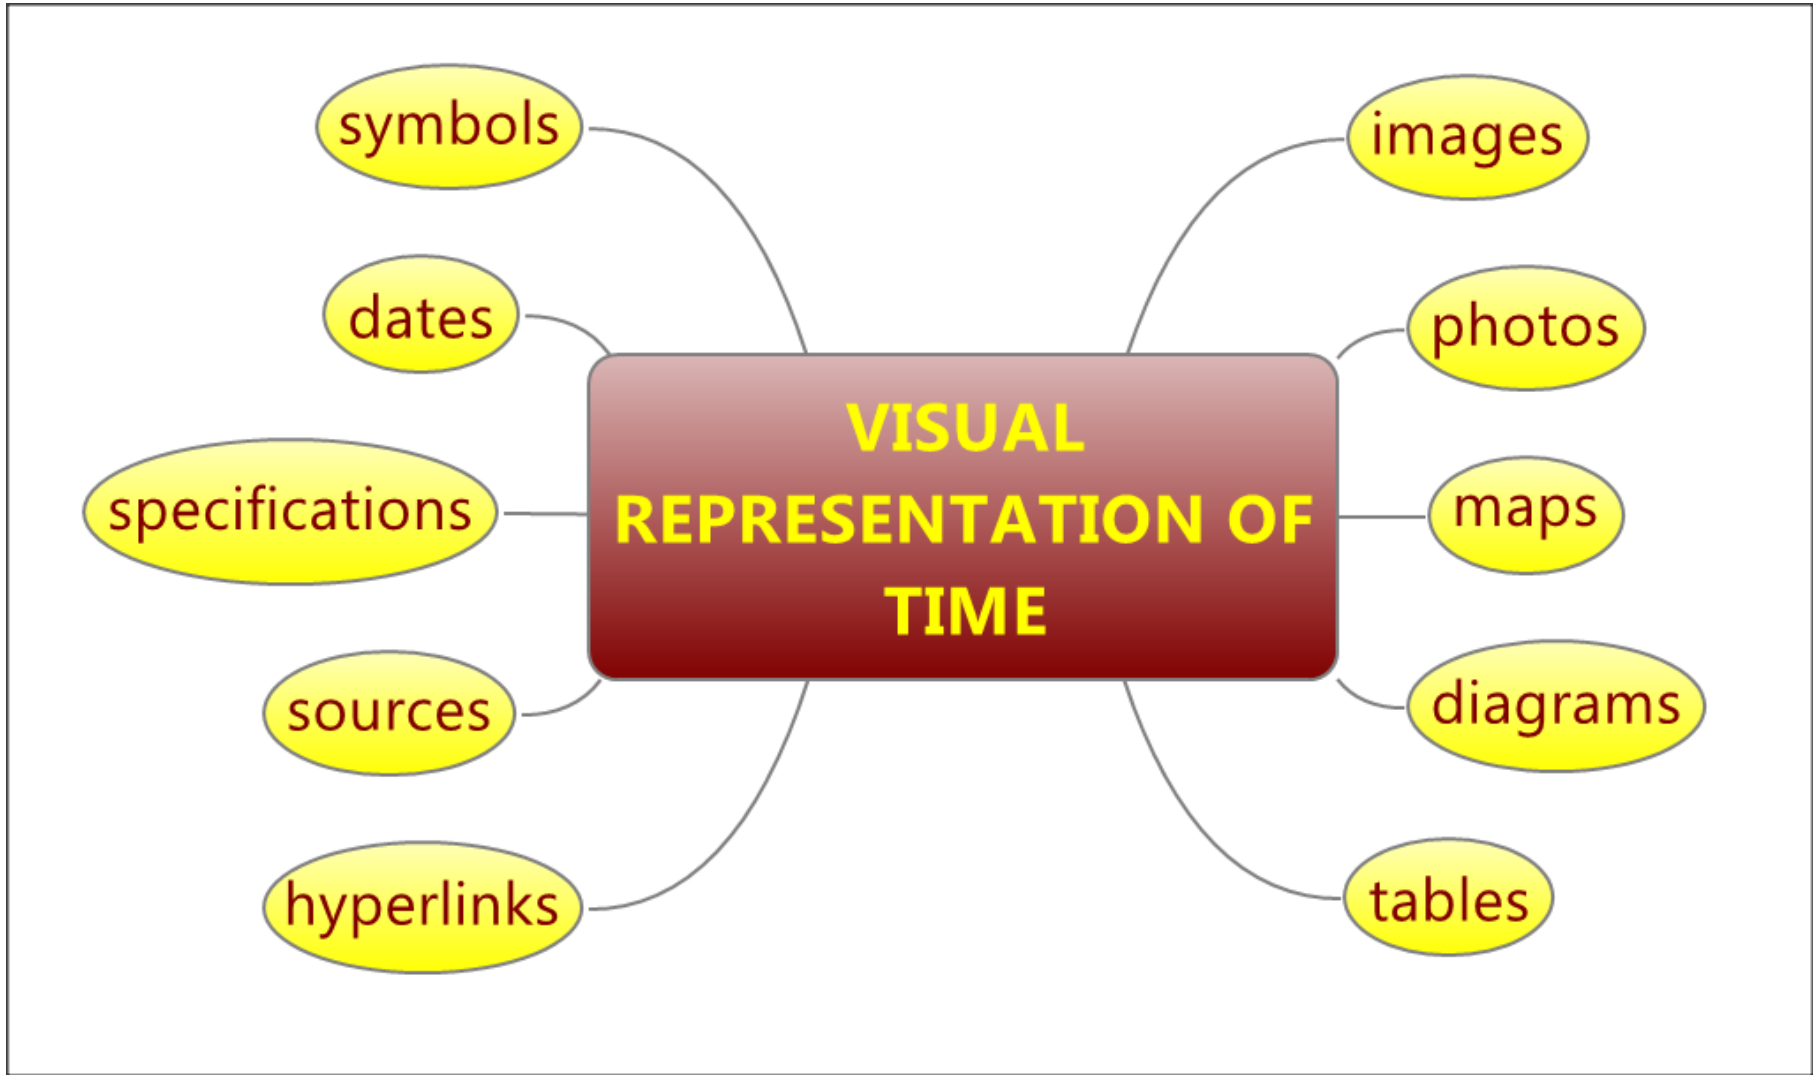 symbols
images
dates
photos
VISUAL
REPRESENTATION OF
TIME
specifications
maps
sources
diagrams
hyperlinks
tables